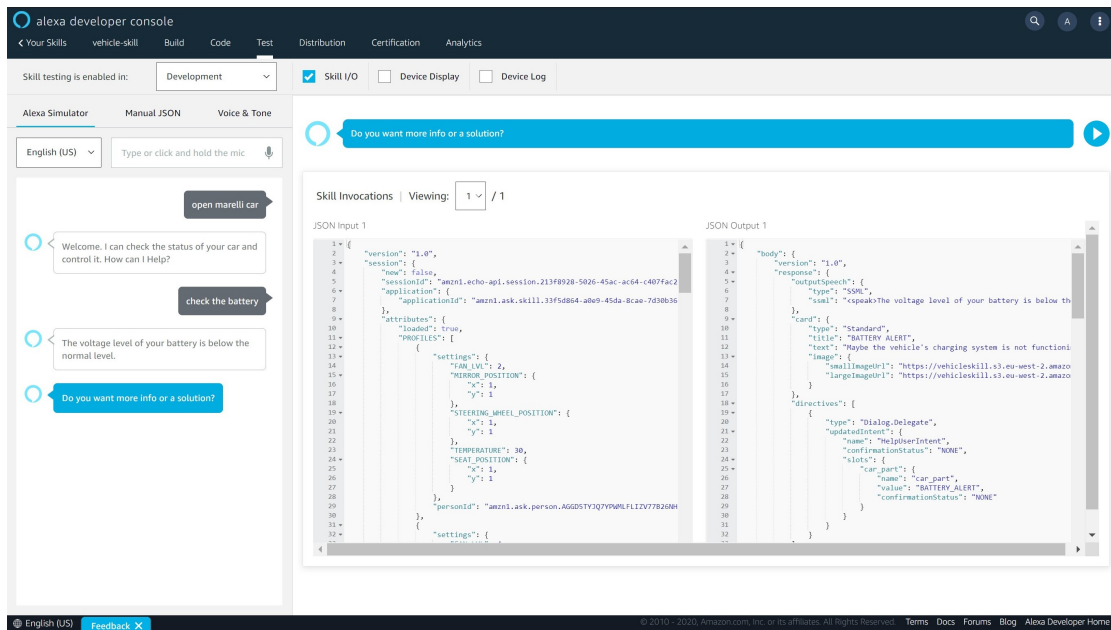 alexa developer console
A
Your Skills vehicle-skill Build Code Test Distribution Certification Analytics
Skill testing is enabled in: Development
Skill I/O Device Display Device Log
Alexa Simulator Manual JSON Voice & Tone
English (US) Type or click and hold the mic
open marelli car
Welcome. I can check the status of your car and
control it. How can I Help?
check the battery
The voltage level of your battery is below the
normal level.
Do you want more info or a solution?
Do you want more info or a solution?
Skill Invocations | Viewing: 1 / 1
JSON Input 1
1 {
2 "version": "1.0",
3 "session": {
4 "new": false,
5 "sessionId": "amzn1.echo-api.session.213f8928-5026-45ac-ac64-c407fac2
6 "application": {
7 "applicationId": "amzn1.ask.skill.33f5d864-a0e9-45da-8cae-7d30b36
8 },
9 "attributes": {
10 "loaded": true,
11 "PROFILES": [
12 {
13 "settings": {
14 "FAN_LVL": 2,
15 "MIRROR_POSITION": {
16 "x": 1,
17 "y": 1
18 },
19 "STEERING_WHEEL_POSITION": {
20 "x": 1,
21 "y": 1
22 },
23 "TEMPERATURE": 30,
24 "SEAT_POSITION": {
25 "x": 1,
26 "y": 1
27 }
28 },
29 "personId": "amzn1.ask.person.AGGD5TYJQ7YPWMLFLIZV77B26NH
30 },
31 {
32 "settings": {
JSON Output 1
1 {
2 "body": {
3 "version": "1.0",
4 "response": {
5 "outputSpeech": {
6 "type": "SSML",
7 "ssml": "<speak>The voltage level of your battery is below th
8 },
9 "card": {
10 "type": "Standard",
11 "title": "BATTERY ALERT",
12 "text": "Maybe the vehicle's charging system is not functioni
13 "image": {
14 "smallImageUrl": "https://vehicleskill.s3.eu-west-2.amazo
15 "largeImageUrl": "https://vehicleskill.s3.eu-west-2.amazo
16 }
17 },
18 "directives": [
19 {
20 "type": "Dialog.Delegate",
21 "updatedIntent": {
22 "name": "HelpUserIntent",
23 "confirmationStatus": "NONE",
24 "slots": {
25 "car_part": {
26 "name": "car_part",
27 "value": "BATTERY_ALERT",
28 "confirmationStatus": "NONE"
29 }
30 }
31 }
32 }
English (US) Feedback X
© 2010 - 2020, Amazon.com, Inc. or its affiliates. All Rights Reserved. Terms Docs Forums Blog Alexa Developer Home